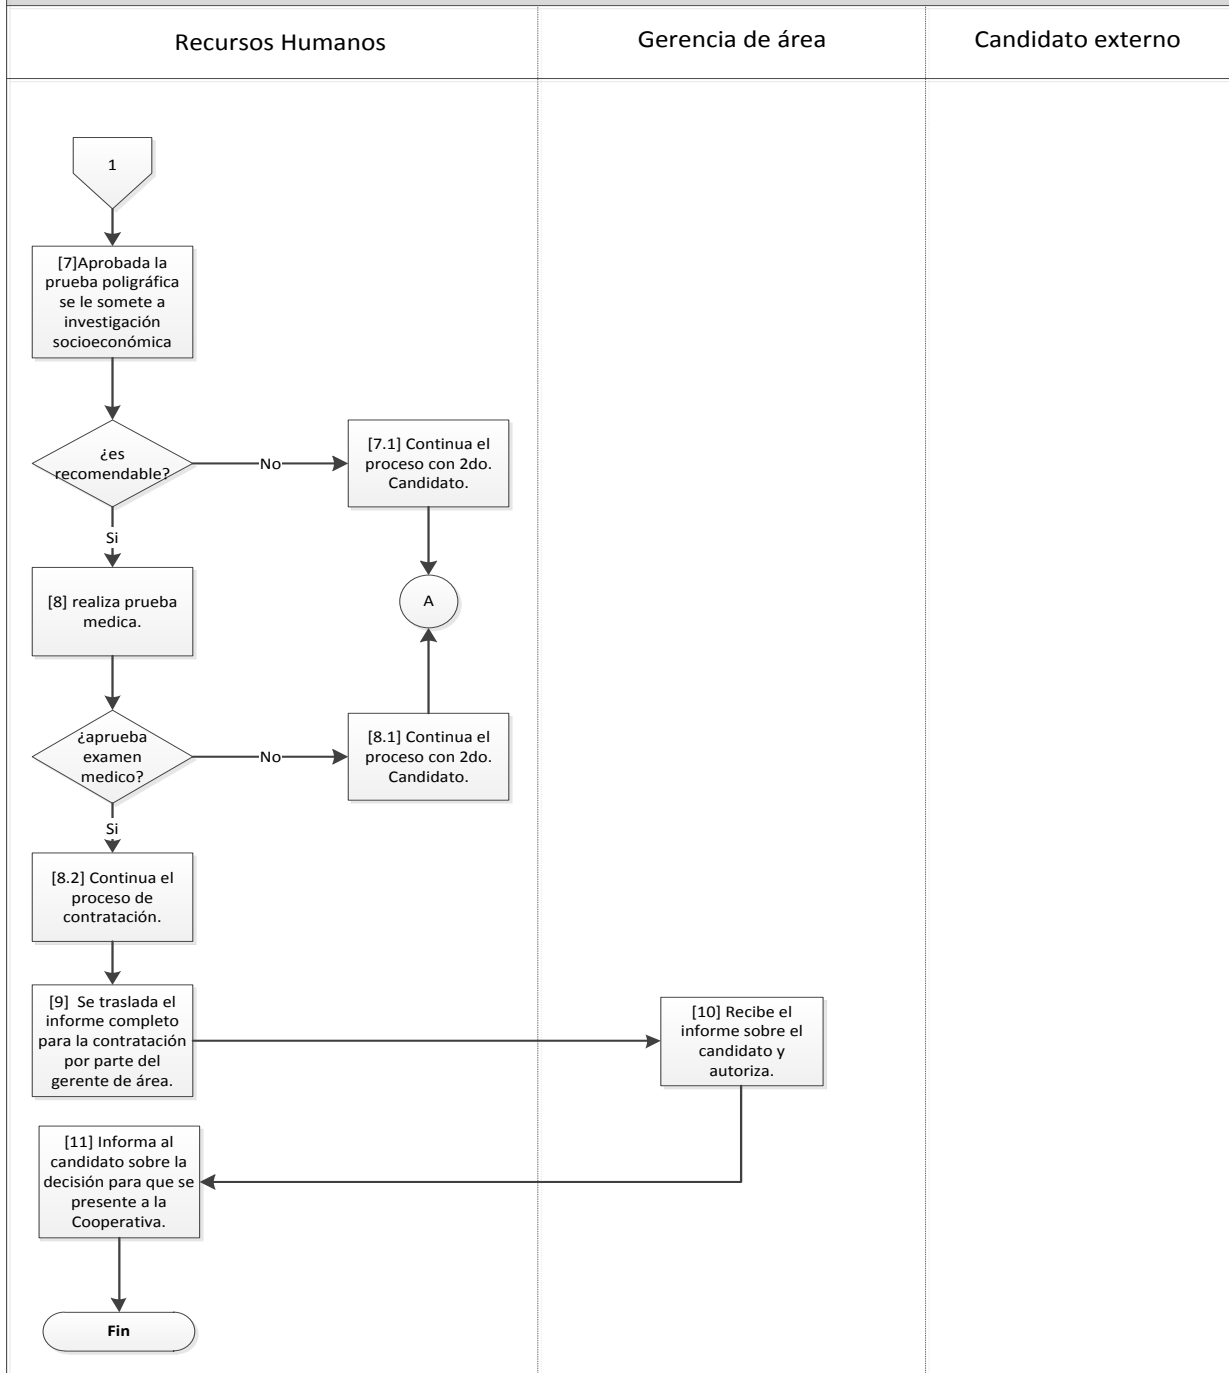 Recursos Humanos
Gerencia de área
Candidato externo
1
[7]Aprobada la
prueba poligráfica
se le somete a
investigación
socioeconómica
¿es
recomendable?
No
[7.1] Continua el
proceso con 2do.
Candidato.
Si
[8] realiza prueba
medica.
A
¿aprueba
examen
medico?
No
[8.1] Continua el
proceso con 2do.
Candidato.
Si
[8.2] Continua el
proceso de
contratación.
[9] Se traslada el
informe completo
para la contratación
por parte del
gerente de área.
[10] Recibe el
informe sobre el
candidato y
autoriza.
[11] Informa al
candidato sobre la
decisión para que se
presente a la
Cooperativa.
Fin